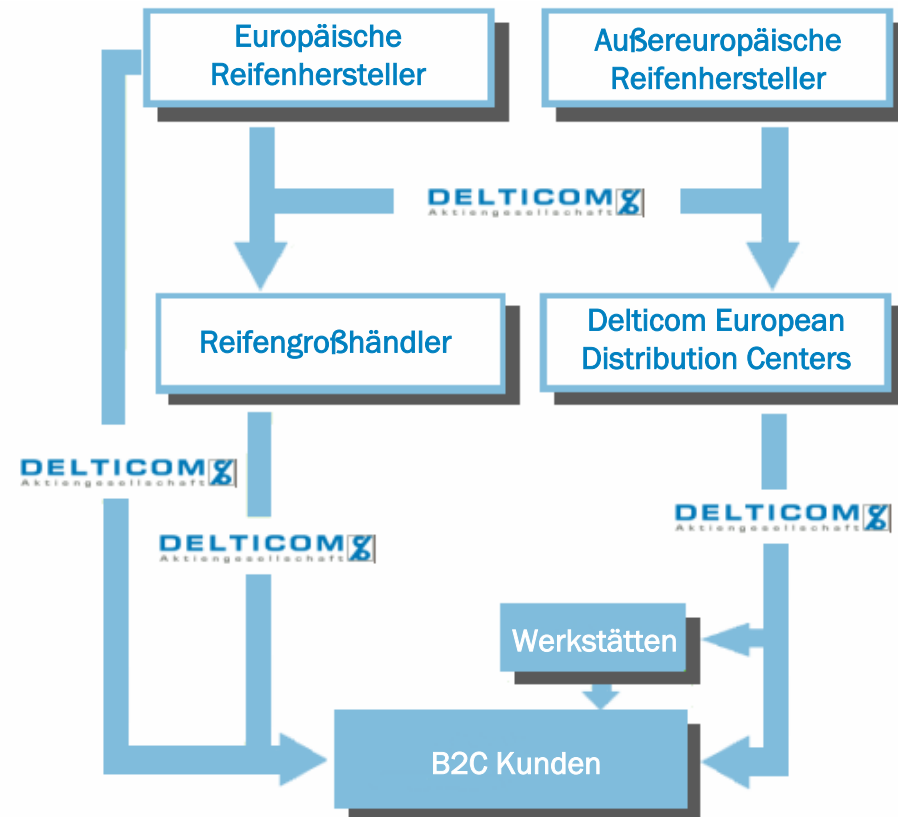 Europäische
Reifenhersteller
Außereuropäische
Reifenhersteller
DELTICOM
Aktiengesellschaft
Reifengroßhändler
Delticom European
Distribution Centers
DELTICOM
Aktiengesellschaft
DELTICOM
Aktiengesellschaft
DELTICOM
Aktiengesellschaft
Werkstätten
B2C Kunden